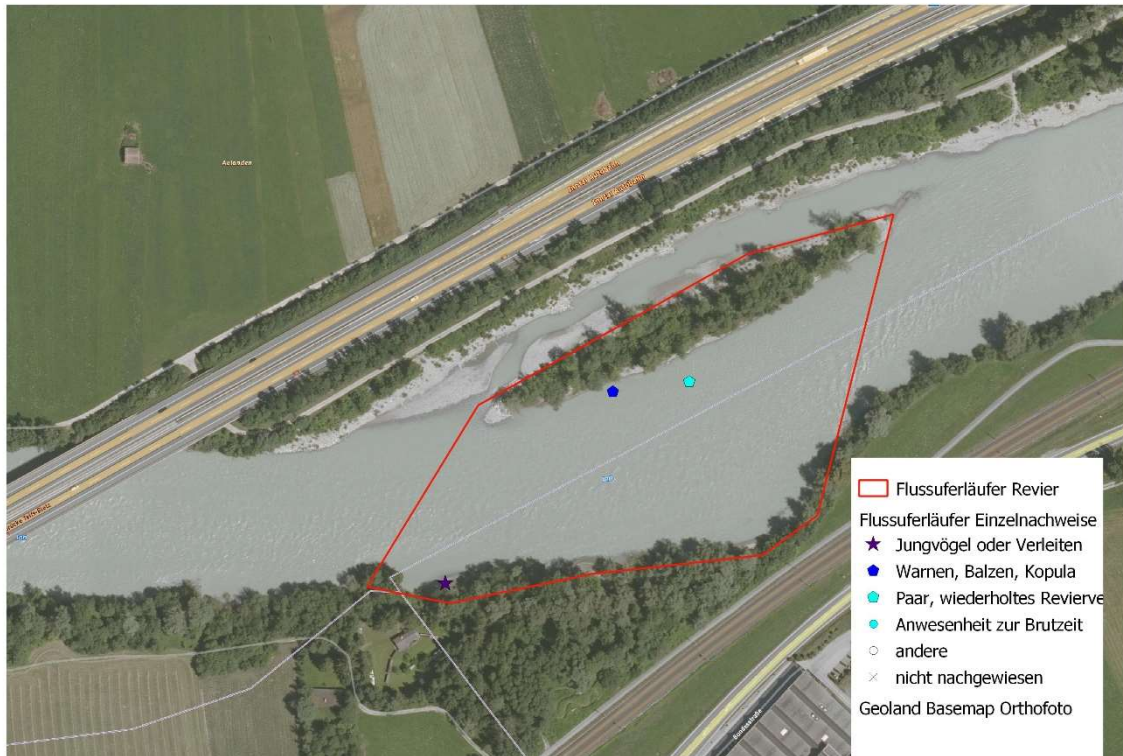 Flussuferläufer Revier
Flussuferläufer Einzelnachweise
Jungvögel oder Verleiten
Warnen, Balzen, Kopula
Paar, wiederholtes Revierve
Anwesenheit zur Brutzeit
andere
nicht nachgewiesen
Geoland Basemap Orthofoto
Bundesstraße